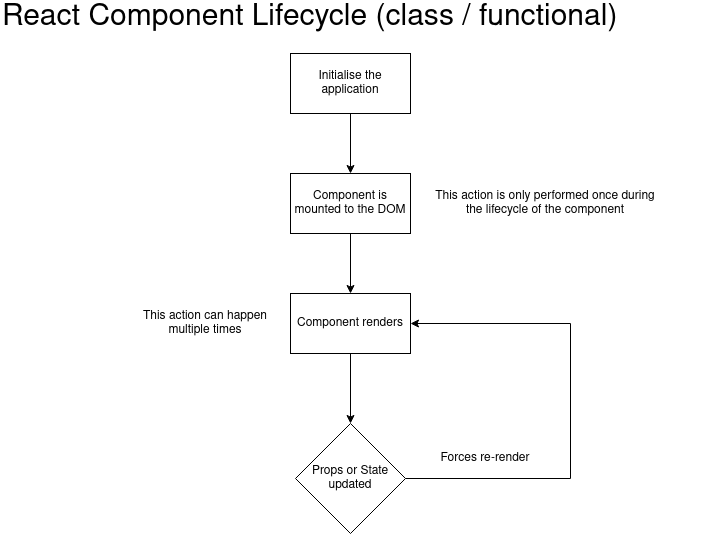 React Component Lifecycle (class / functional)
Initialise the
application
Component is
mounted to the DOM
This action is only performed once during
the lifecycle of the component
This action can happen
multiple times
Component renders
Props or State
updated
Forces re-render